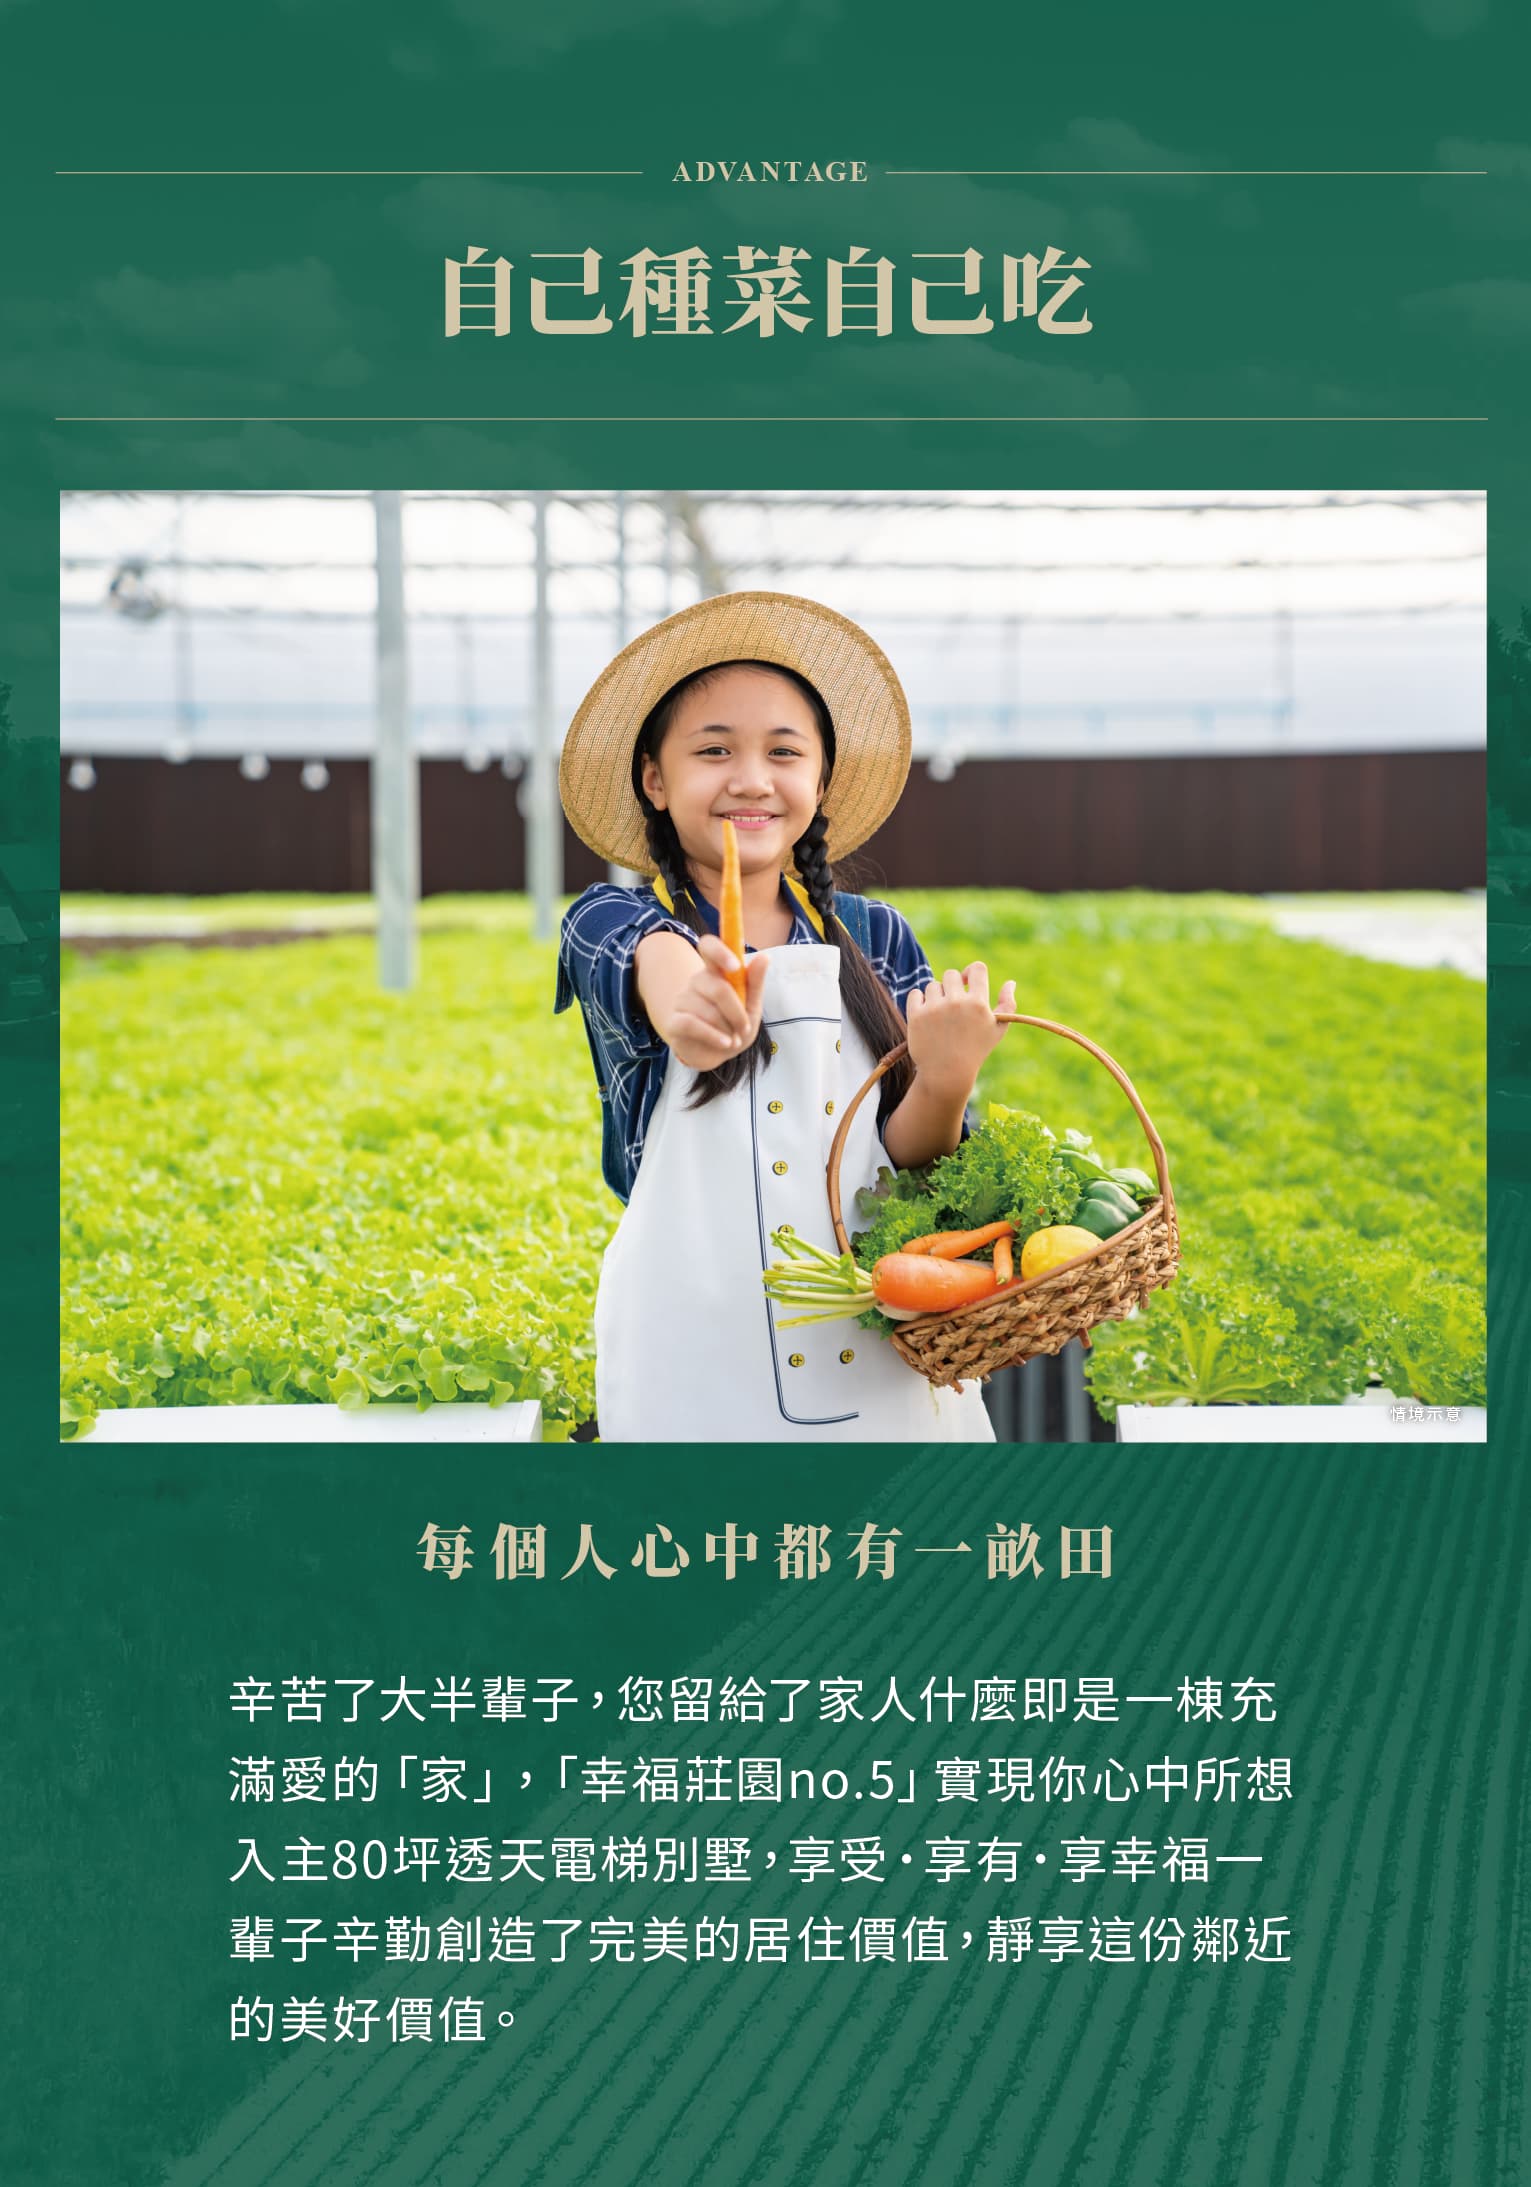 ADVANTAGE
自己種菜自己吃
情境示意
每個人心中都有一畝田
辛苦了大半輩子，您留給了家人什麼即是一棟充
滿愛的「家」，「幸福莊園no.5」實現你心中所想
入主80坪透天電梯別墅，享受·享有·享幸福一
輩子辛勤創造了完美的居住價值，靜享這份鄰近
的美好價值。